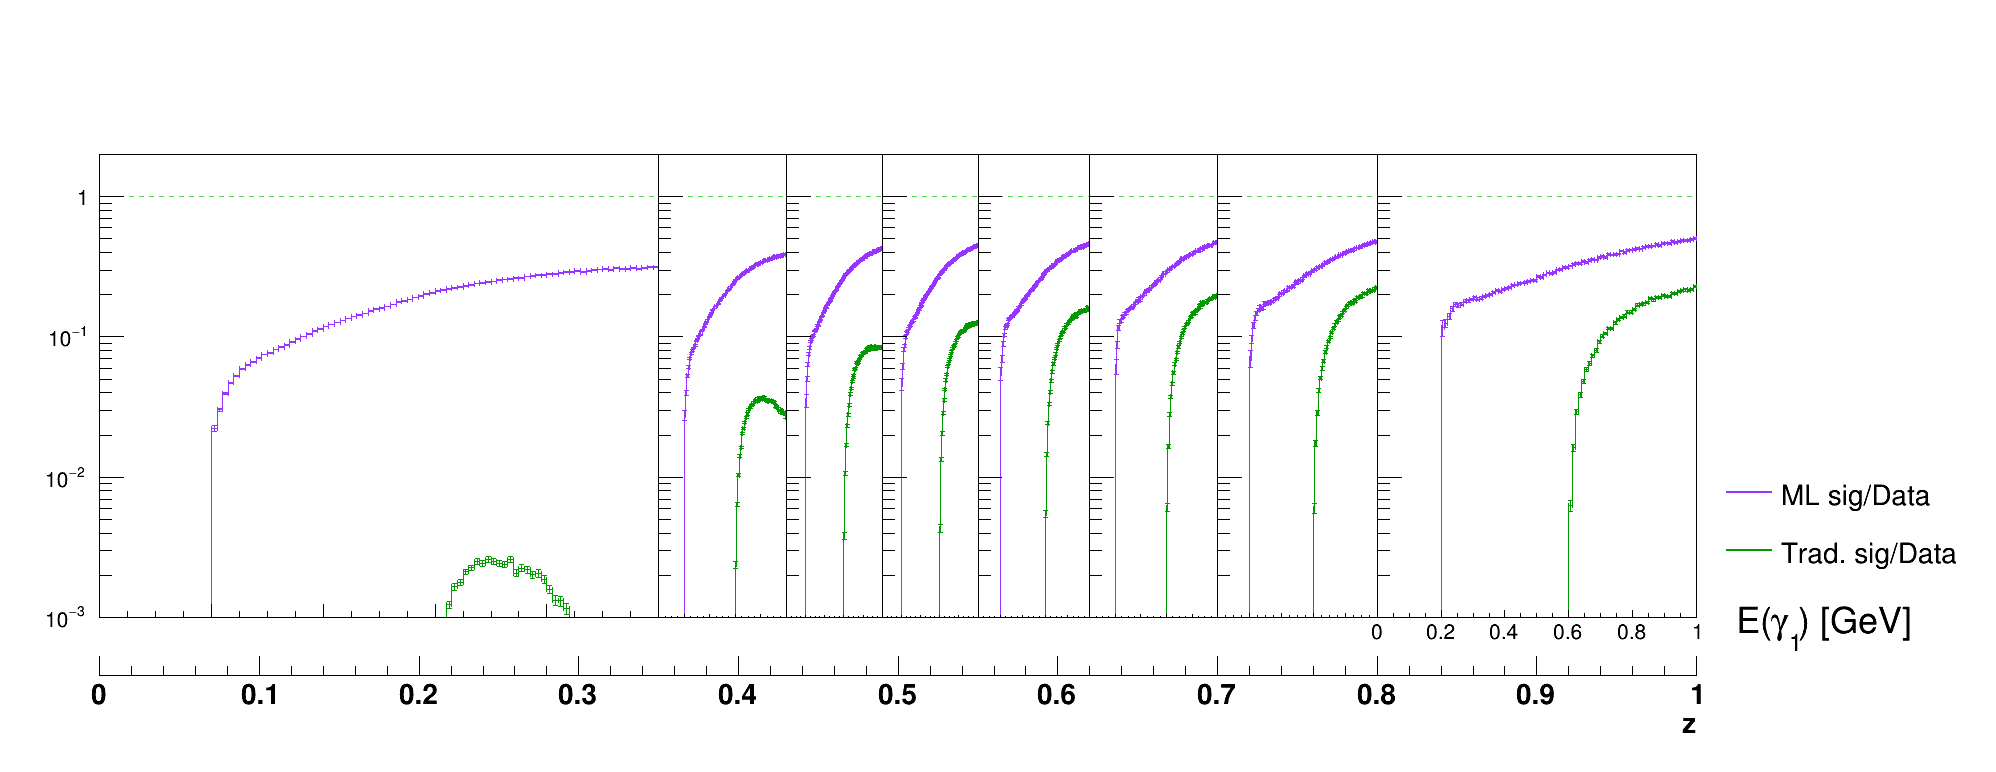 1
10⁻¹
10⁻²
10⁻³
ML sig/Data
Trad. sig/Data
0 0.2 0.4 0.6 0.8 1
E(γ₁) [GeV]
0 0.1 0.2 0.3 0.4 0.5 0.6 0.7 0.8 0.9 1
z